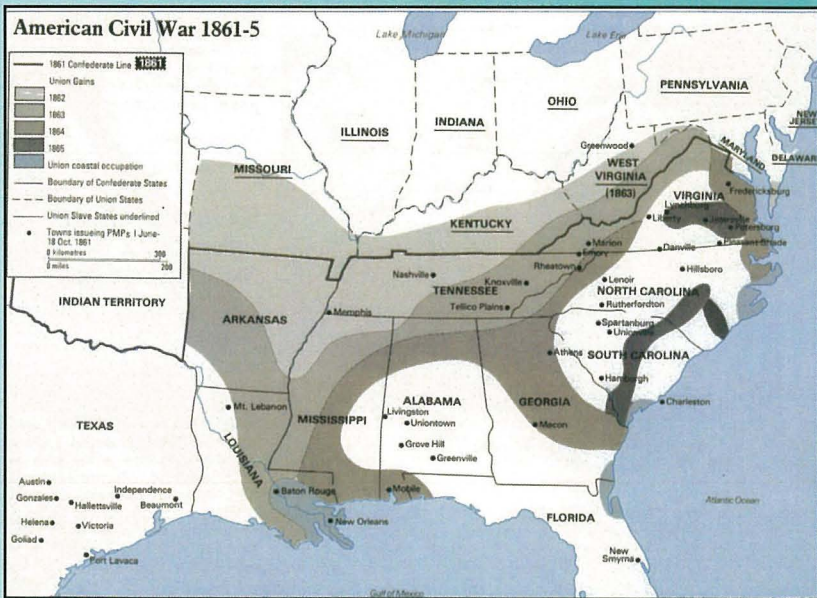 American Civil War 1861-5
1861 Confederate Line 1861
Union Gains
1862
1863
1864
1865
Union coastal occupation
Boundary of Confederate States
Boundary of Union States
Union Slave States underlined
Towns issueing PMPs 1 June-
18 Oct. 1861
0 kilometres 300
0 miles 200
Lake Michigan
Lake Erie
PENNSYLVANIA
NEW
JERSEY
OHIO
INDIANA
ILLINOIS
MARYLAND
DELAWARE
Greenwood
WEST
VIRGINIA
(1863)
MISSOURI
VIRGINIA
Fredericksburg
Lynchburg
KENTUCKY
Liberty
Petersburg
Marion
Emory
Danville
Pleasant Shade
Nashville
Rheatown
Hillsboro
Knoxville
Lenoir
TENNESSEE
NORTH CAROLINA
INDIAN TERRITORY
Tellico Plains
Rutherfordton
Memphis
ARKANSAS
Spartanburg
Unionville
Athens
SOUTH CAROLINA
Hamburgh
ALABAMA
GEORGIA
Charleston
Mt. Lebanon
Livingston
MISSISSIPPI
Uniontown
Macon
TEXAS
Grove Hill
LOUISIANA
Greenville
Austin
Independence
Baton Rouge
Mobile
Gonzales
Hallettsville
Beaumont
Atlantic Ocean
Helena
Victoria
New Orleans
FLORIDA
Goliad
Port Lavaca
New
Smyrna
Gulf of Mexico